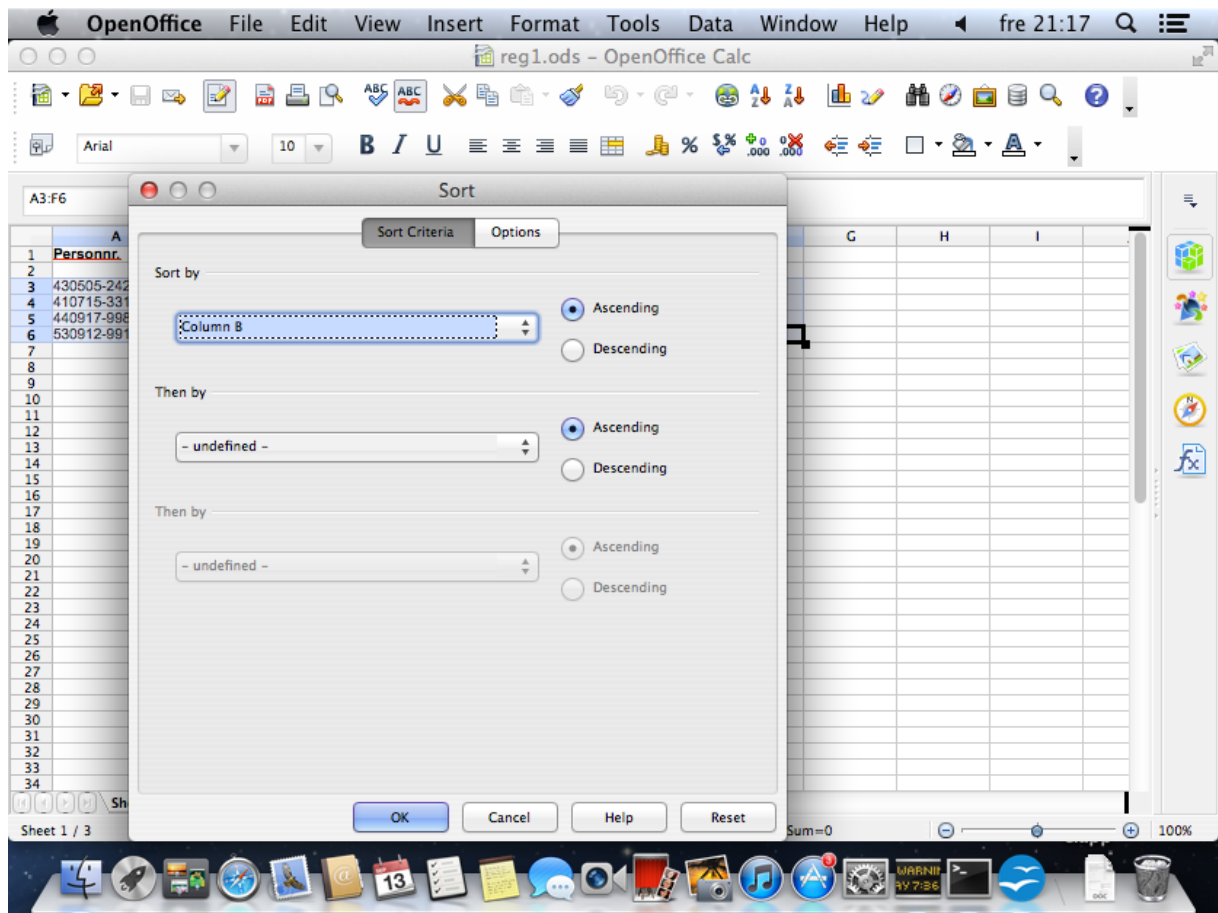 OpenOffice File Edit View Insert Format Tools Data Window Help fre 21:17
reg1.ods – OpenOffice Calc
Arial 10 B I U
A3:F6
Sort
Sort Criteria Options
A G H I
1 Personnr.
2
3 430505-242
4 410715-331
5 440917-998
6 530912-991
7
8
9
10
11
12
13
14
15
16
17
18
19
20
21
22
23
24
25
26
27
28
29
30
31
32
33
34
Sort by
Column B
Ascending
Descending
Then by
– undefined –
Ascending
Descending
Then by
– undefined –
Ascending
Descending
OK Cancel Help Reset
Sh
Sheet 1 / 3 Sum=0 100%
13